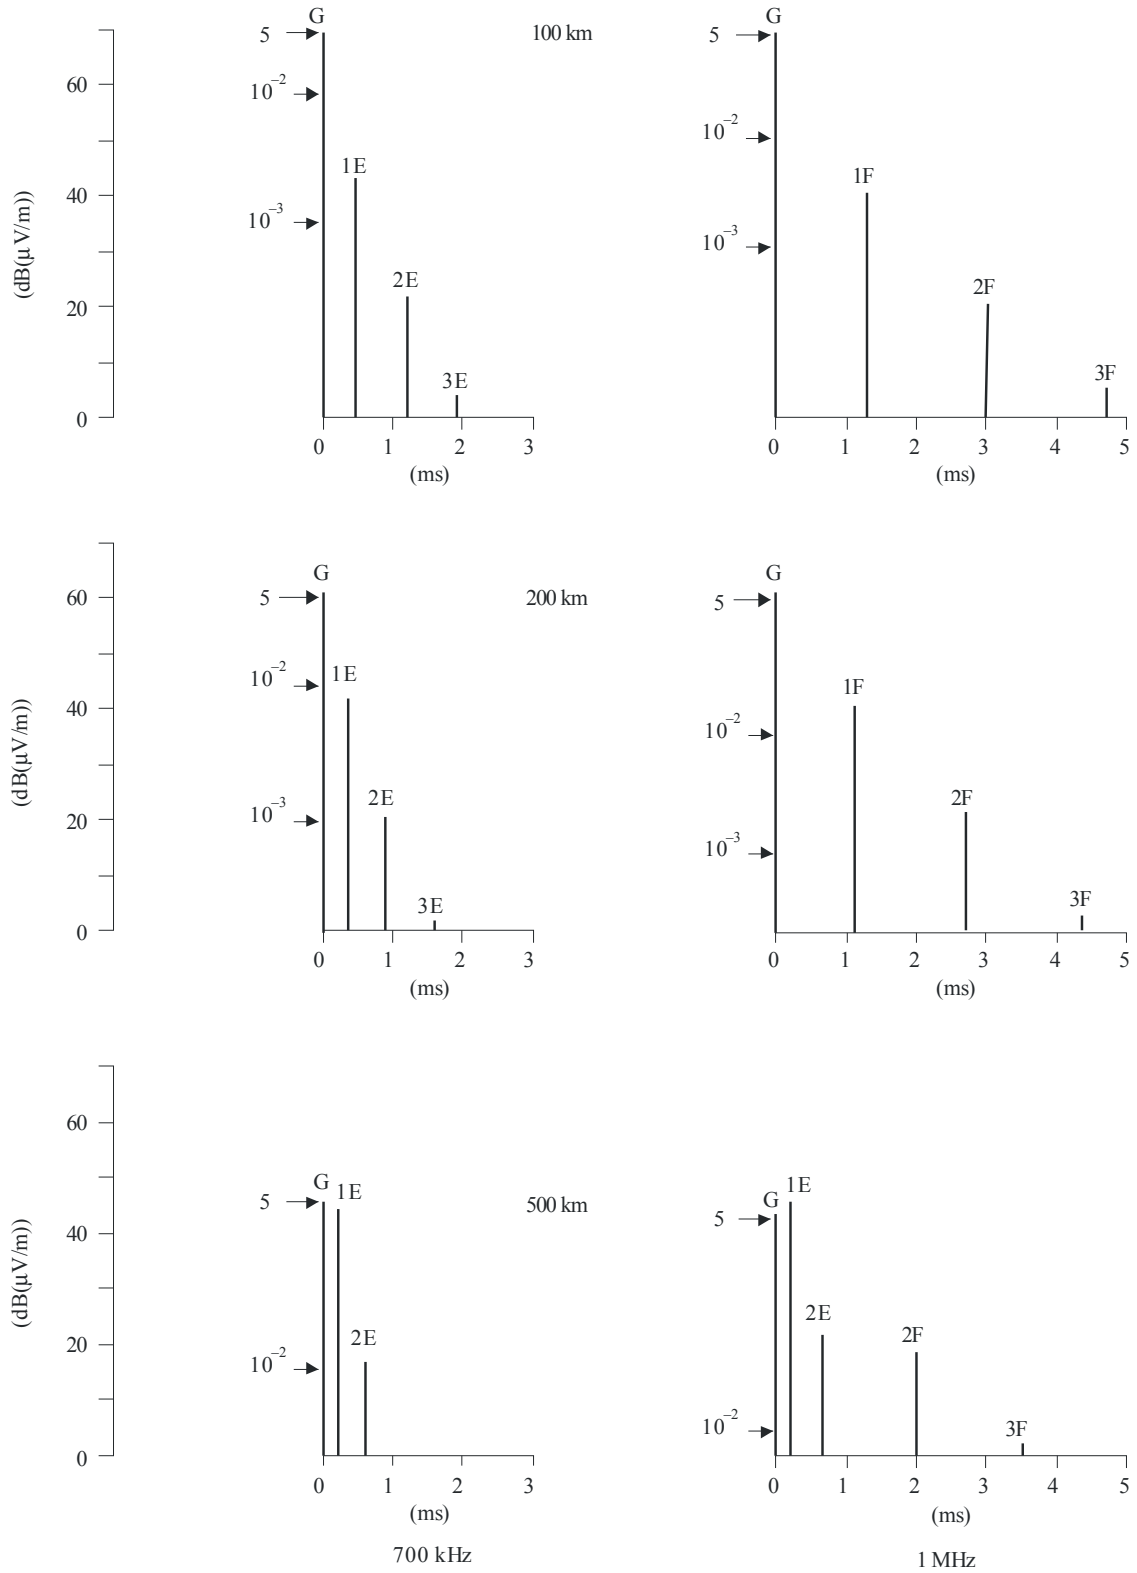 G
G
5
100 km
5
60
10⁻²
10⁻²
1E
1F
40
10⁻³
10⁻³
(dB(μV/m))
2E
2F
20
3E
3F
0
0 1 2 3
0 1 2 3 4 5
(ms)
(ms)
G
G
60
5
200 km
5
10⁻²
1E
1F
40
10⁻²
(dB(μV/m))
10⁻³
2E
2F
20
10⁻³
3E
3F
0
0 1 2 3
0 1 2 3 4 5
(ms)
(ms)
60
G
1E
G
1E
5
500 km
5
40
(dB(μV/m))
2E
2E
2F
20
10⁻²
10⁻²
3F
0
0 1 2 3
0 1 2 3 4 5
(ms)
(ms)
700 kHz
1 MHz